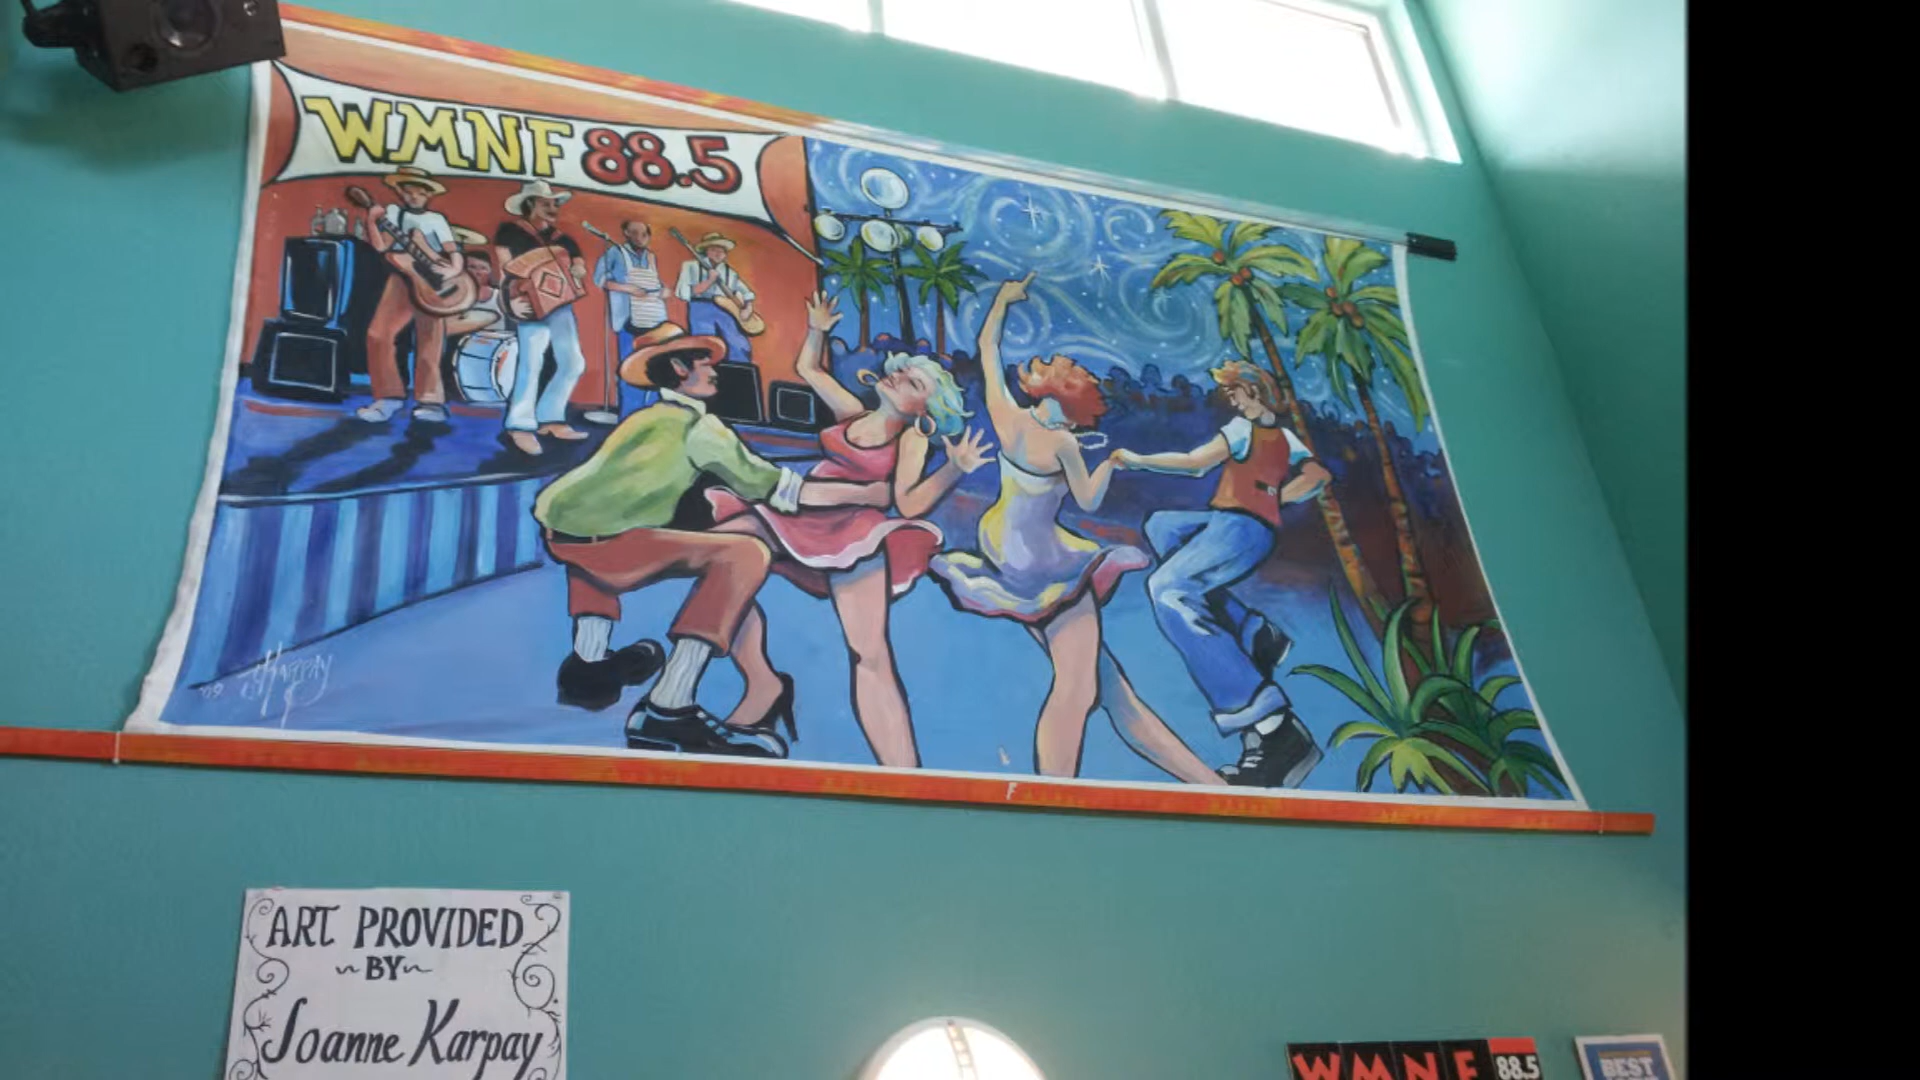 WMNF 88.5
'09 J. KARPAY
ART PROVIDED
~BY~
Joanne Karpay
WMNF 88.5
BEST